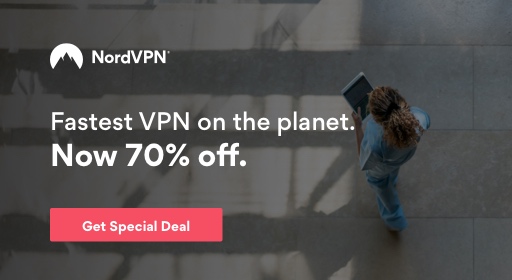 NordVPN®
Fastest VPN on the planet.
Now 70% off.
Get Special Deal